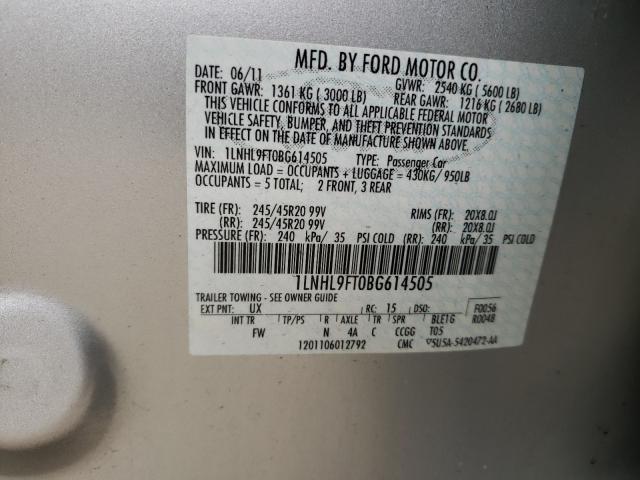 MFD. BY FORD MOTOR CO.
DATE: 06/11 GVWR: 2540 KG ( 5600 LB)
FRONT GAWR: 1361 KG ( 3000 LB) REAR GAWR: 1216 KG ( 2680 LB)
THIS VEHICLE CONFORMS TO ALL APPLICABLE FEDERAL MOTOR
VEHICLE SAFETY, BUMPER, AND THEFT PREVENTION STANDARDS
IN EFFECT ON THE DATE OF MANUFACTURE SHOWN ABOVE.
VIN: 1LNHL9FT0BG614505 TYPE: Passenger Car
MAXIMUM LOAD = OCCUPANTS + LUGGAGE = 430KG/ 950LB
OCCUPANTS = 5 TOTAL; 2 FRONT, 3 REAR
TIRE (FR): 245/45R20 99V RIMS (FR): 20X8.0J
(RR): 245/45R20 99V (RR): 20X8.0J
PRESSURE (FR): 240 kPa/ 35 PSI COLD (RR): 240 kPa/ 35 PSI COLD
1LNHL9FT0BG614505
TRAILER TOWING - SEE OWNER GUIDE
EXT PNT: UX RC: 15 DSO: F0056
R0048
INT TR TP/PS R AXLE TR SPR BLETG
FW N 4A C CCGG T05
1201106012792 CMC 5U5A-5420472-AA